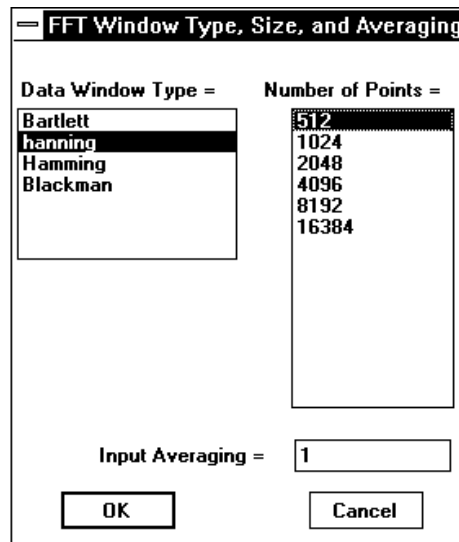 FFT Window Type, Size, and Averaging
Data Window Type =
Bartlett
hanning
Hamming
Blackman
Number of Points =
512
1024
2048
4096
8192
16384
Input Averaging =
1
OK
Cancel